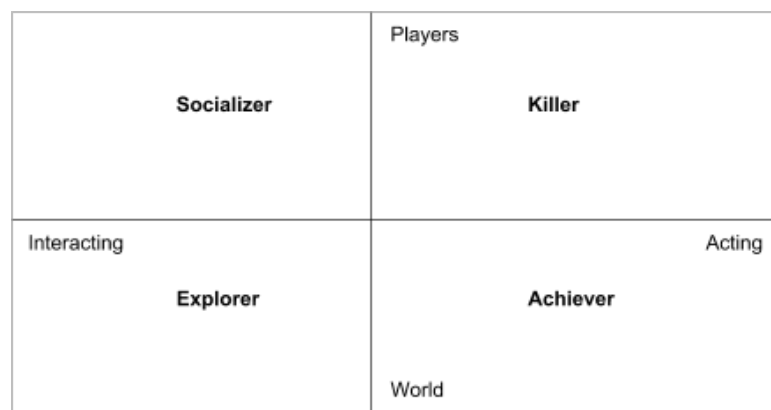 Players
Socializer
Killer
Interacting
Acting
Explorer
Achiever
World